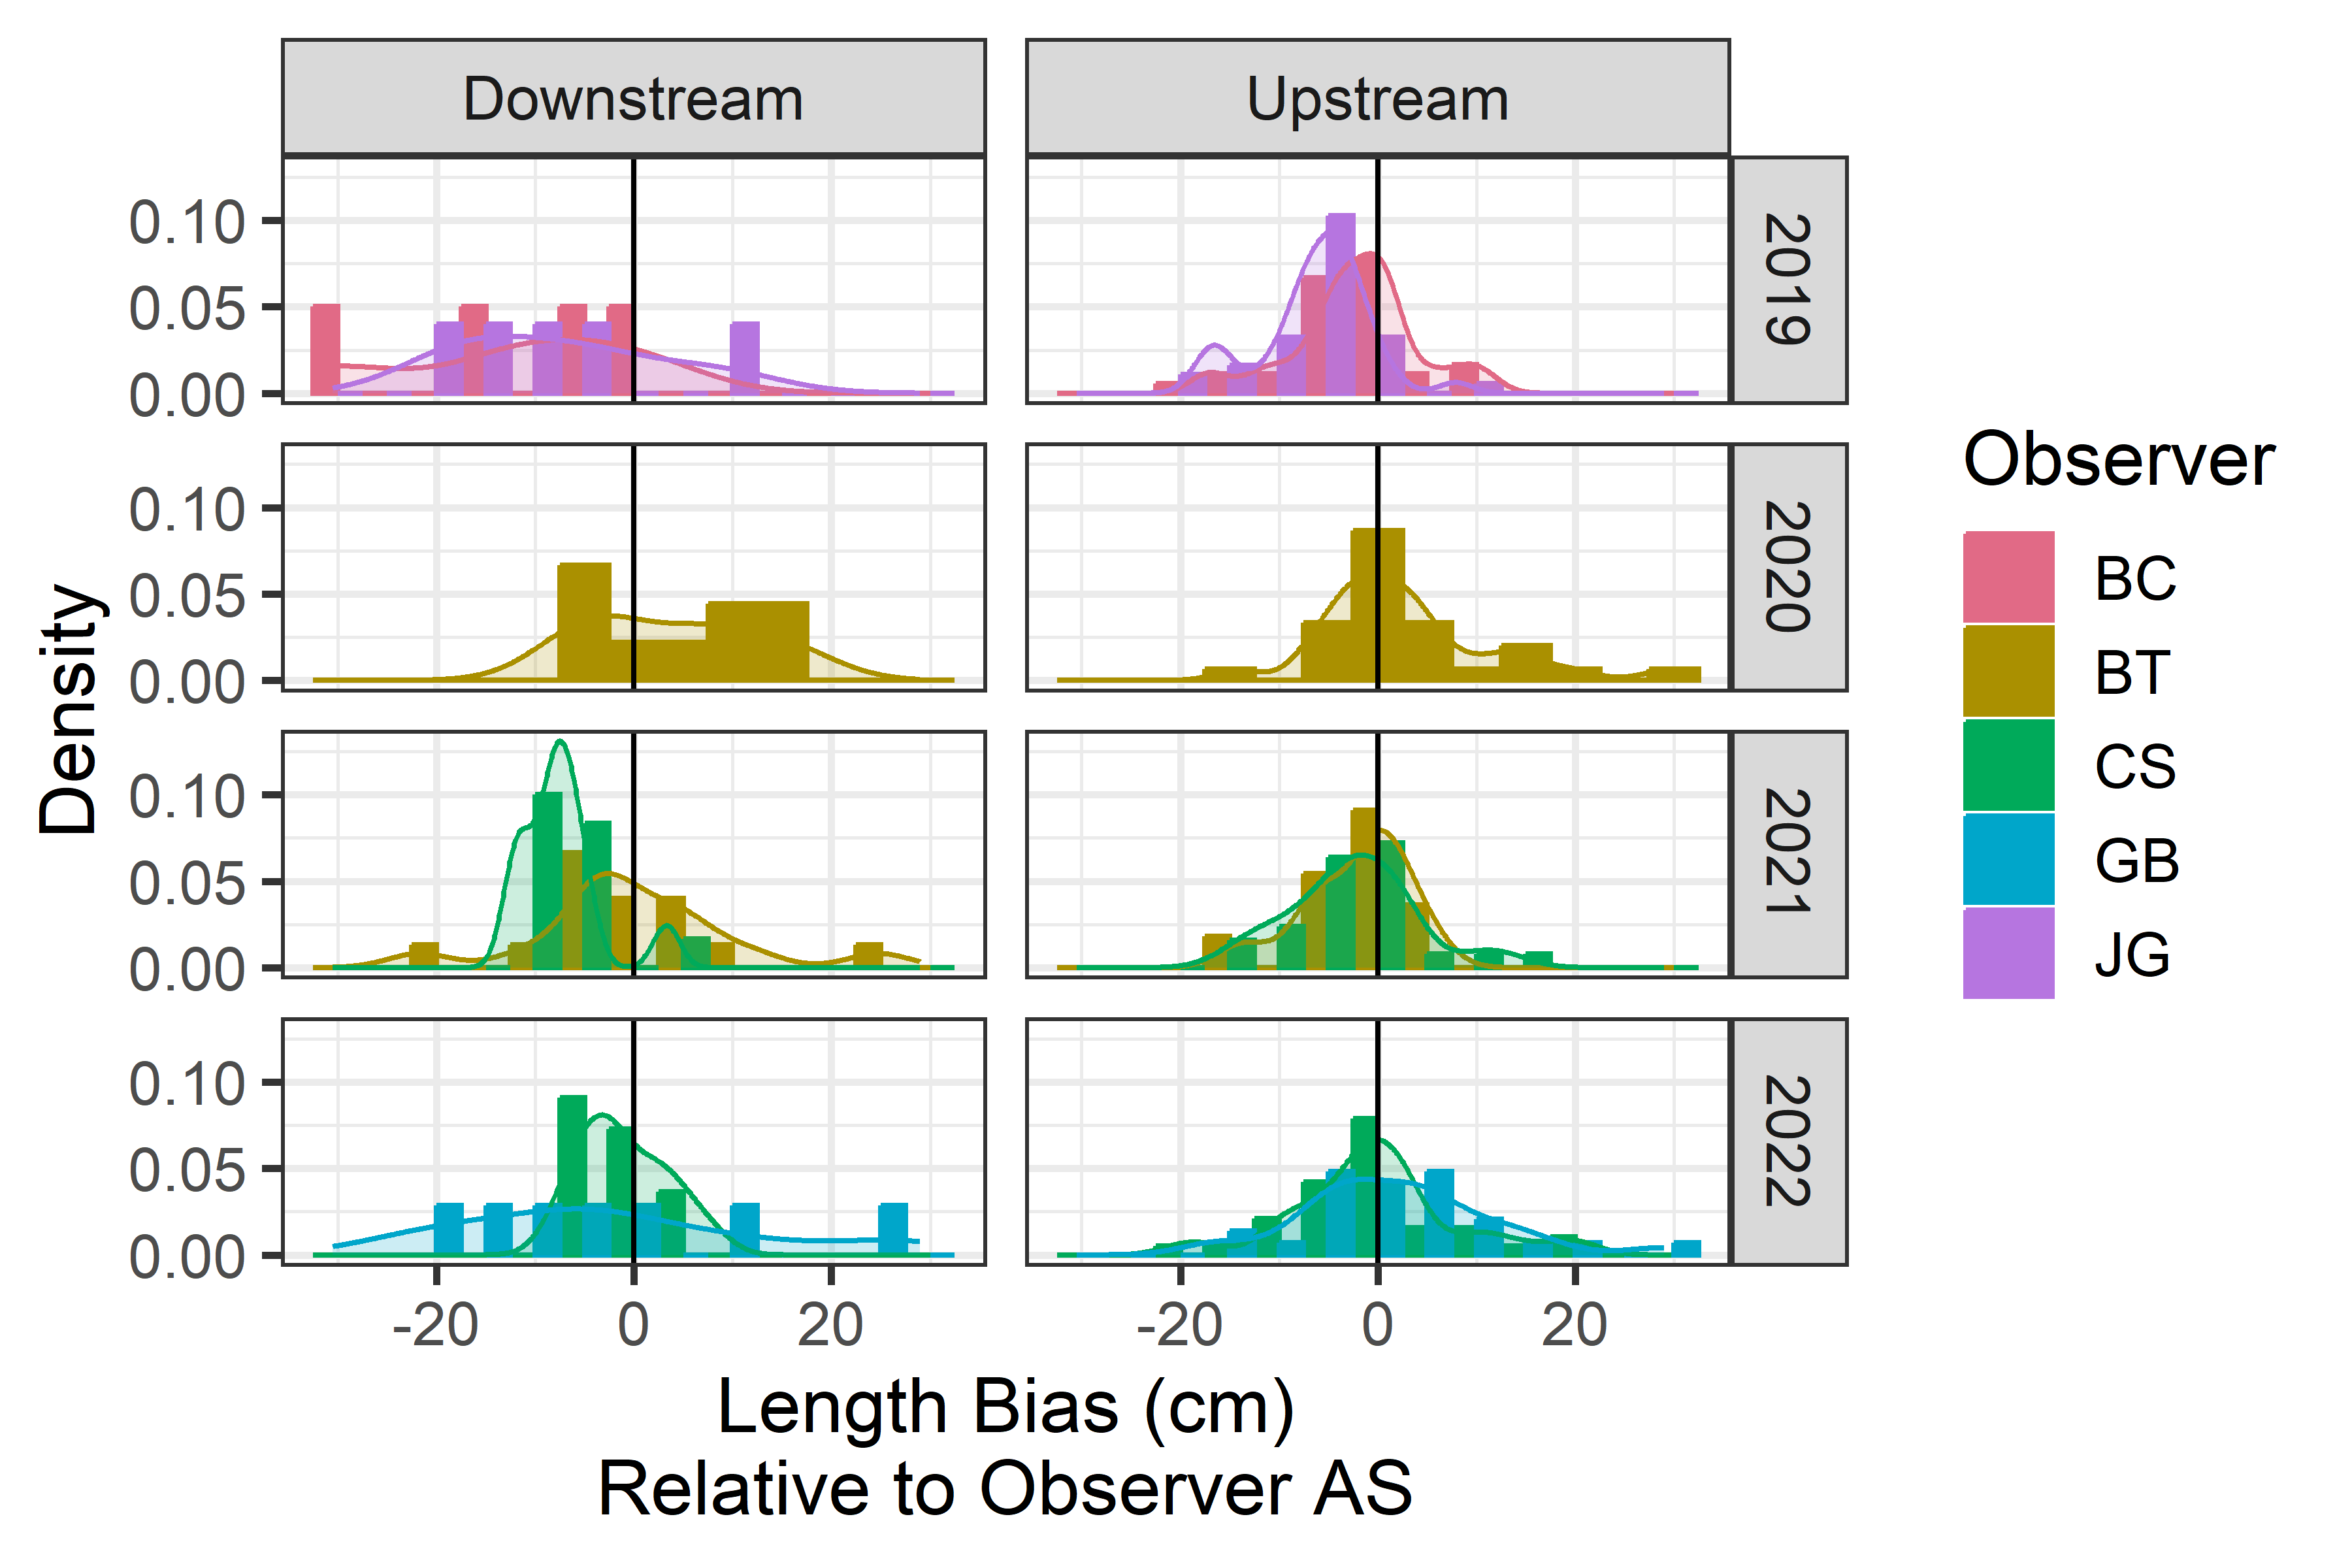 Downstream
Upstream
0.10
0.05
0.00
2019
0.10
0.05
0.00
2020
0.10
0.05
0.00
2021
0.10
0.05
0.00
2022
Density
-20
0
20
-20
0
20
Length Bias (cm)
Relative to Observer AS
Observer
BC
BT
CS
GB
JG